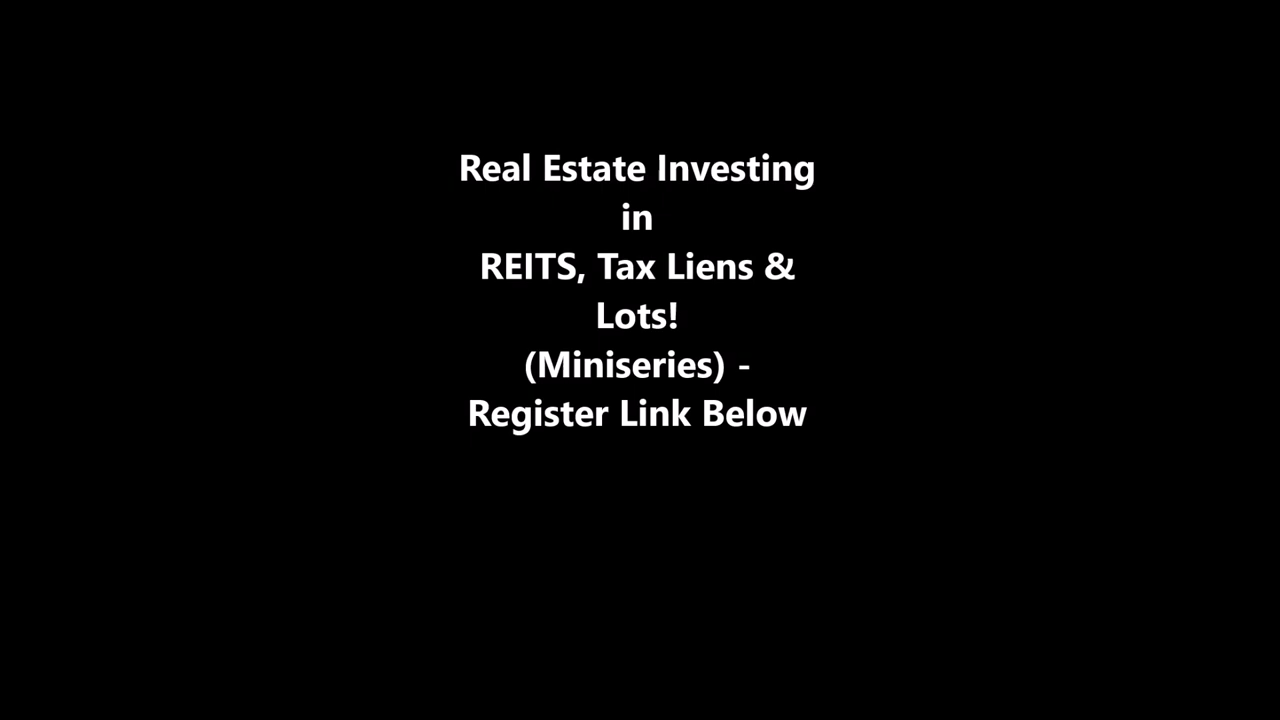 Real Estate Investing
in
REITS, Tax Liens &
Lots!
(Miniseries) -
Register Link Below